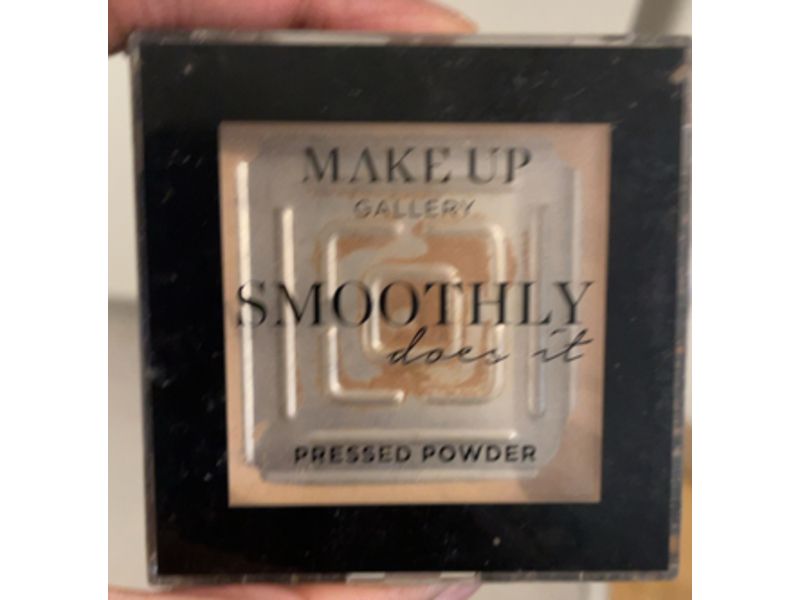 MAKE UP
GALLERY
SMOOTHLY
does it
PRESSED POWDER